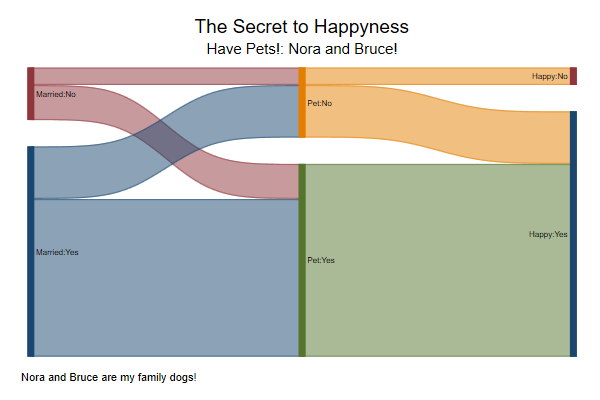 The Secret to Happyness
Have Pets!: Nora and Bruce!
Happy:No
Married:No
Pet:No
Happy:Yes
Married:Yes
Pet:Yes
Nora and Bruce are my family dogs!